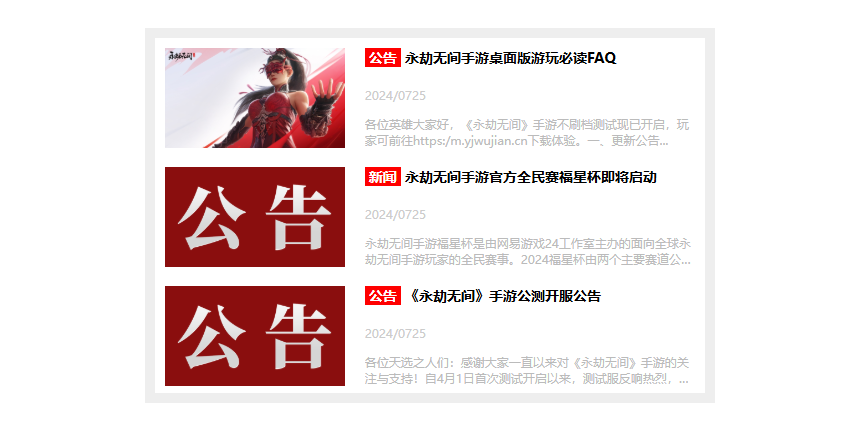 永劫无间
公告 永劫无间手游桌面版游玩必读FAQ
2024/0725
各位英雄大家好，《永劫无间》手游不刷档测试现已开启，玩
家可前往https:/m.yjwujian.cn下载体验。一、更新公告...
公告
新闻 永劫无间手游官方全民赛福星杯即将启动
2024/0725
永劫无间手游福星杯是由网易游戏24工作室主办的面向全球永
劫无间手游玩家的全民赛事。2024福星杯由两个主要赛道公...
公告
公告 《永劫无间》手游公测开服公告
2024/0725
各位天选之人们：感谢大家一直以来对《永劫无间》手游的关
注与支持！自4月1日首次测试开启以来，测试服反响热烈，...